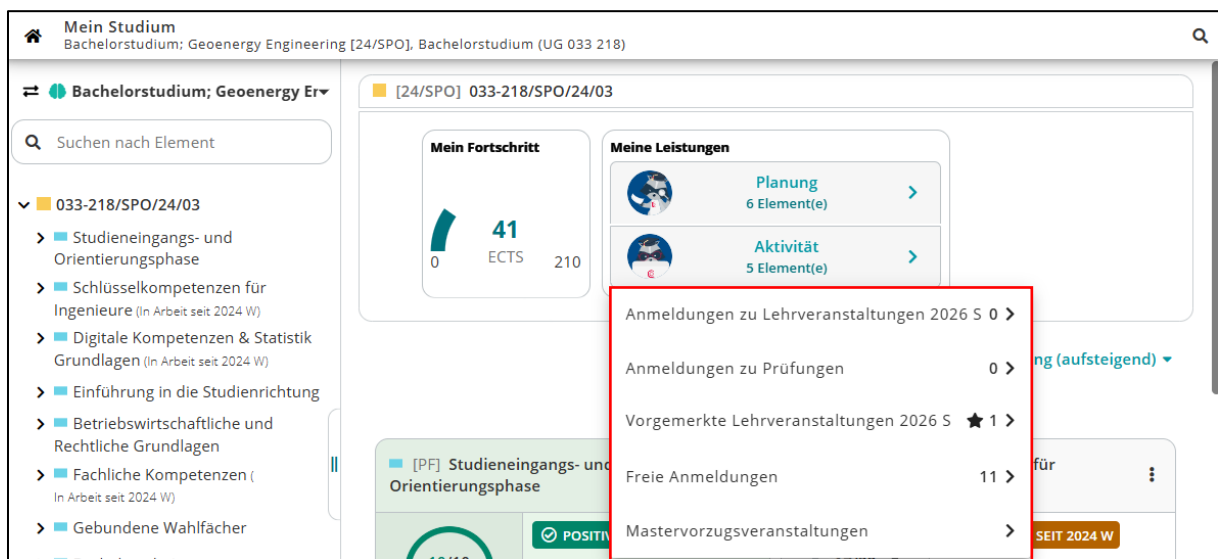 Mein Studium
Bachelorstudium; Geoenergy Engineering [24/SPO], Bachelorstudium (UG 033 218)
Bachelorstudium; Geoenergy Er
Suchen nach Element
033-218/SPO/24/03
Studieneingangs- und
Orientierungsphase
Schlüsselkompetenzen für
Ingenieure (In Arbeit seit 2024 W)
Digitale Kompetenzen & Statistik
Grundlagen (In Arbeit seit 2024 W)
Einführung in die Studienrichtung
Betriebswirtschaftliche und
Rechtliche Grundlagen
Fachliche Kompetenzen (
In Arbeit seit 2024 W)
Gebundene Wahlfächer
[24/SPO] 033-218/SPO/24/03
Mein Fortschritt
41
ECTS
0
210
Meine Leistungen
Planung
6 Element(e)
Aktivität
5 Element(e)
Anmeldungen zu Lehrveranstaltungen 2026 S 0
Anmeldungen zu Prüfungen 0
Vorgemerkte Lehrveranstaltungen 2026 S 1
Freie Anmeldungen 11
Mastervorzugsveranstaltungen
ng (aufsteigend)
[PF] Studieneingangs- und
Orientierungsphase
POSITIV
für
SEIT 2024 W